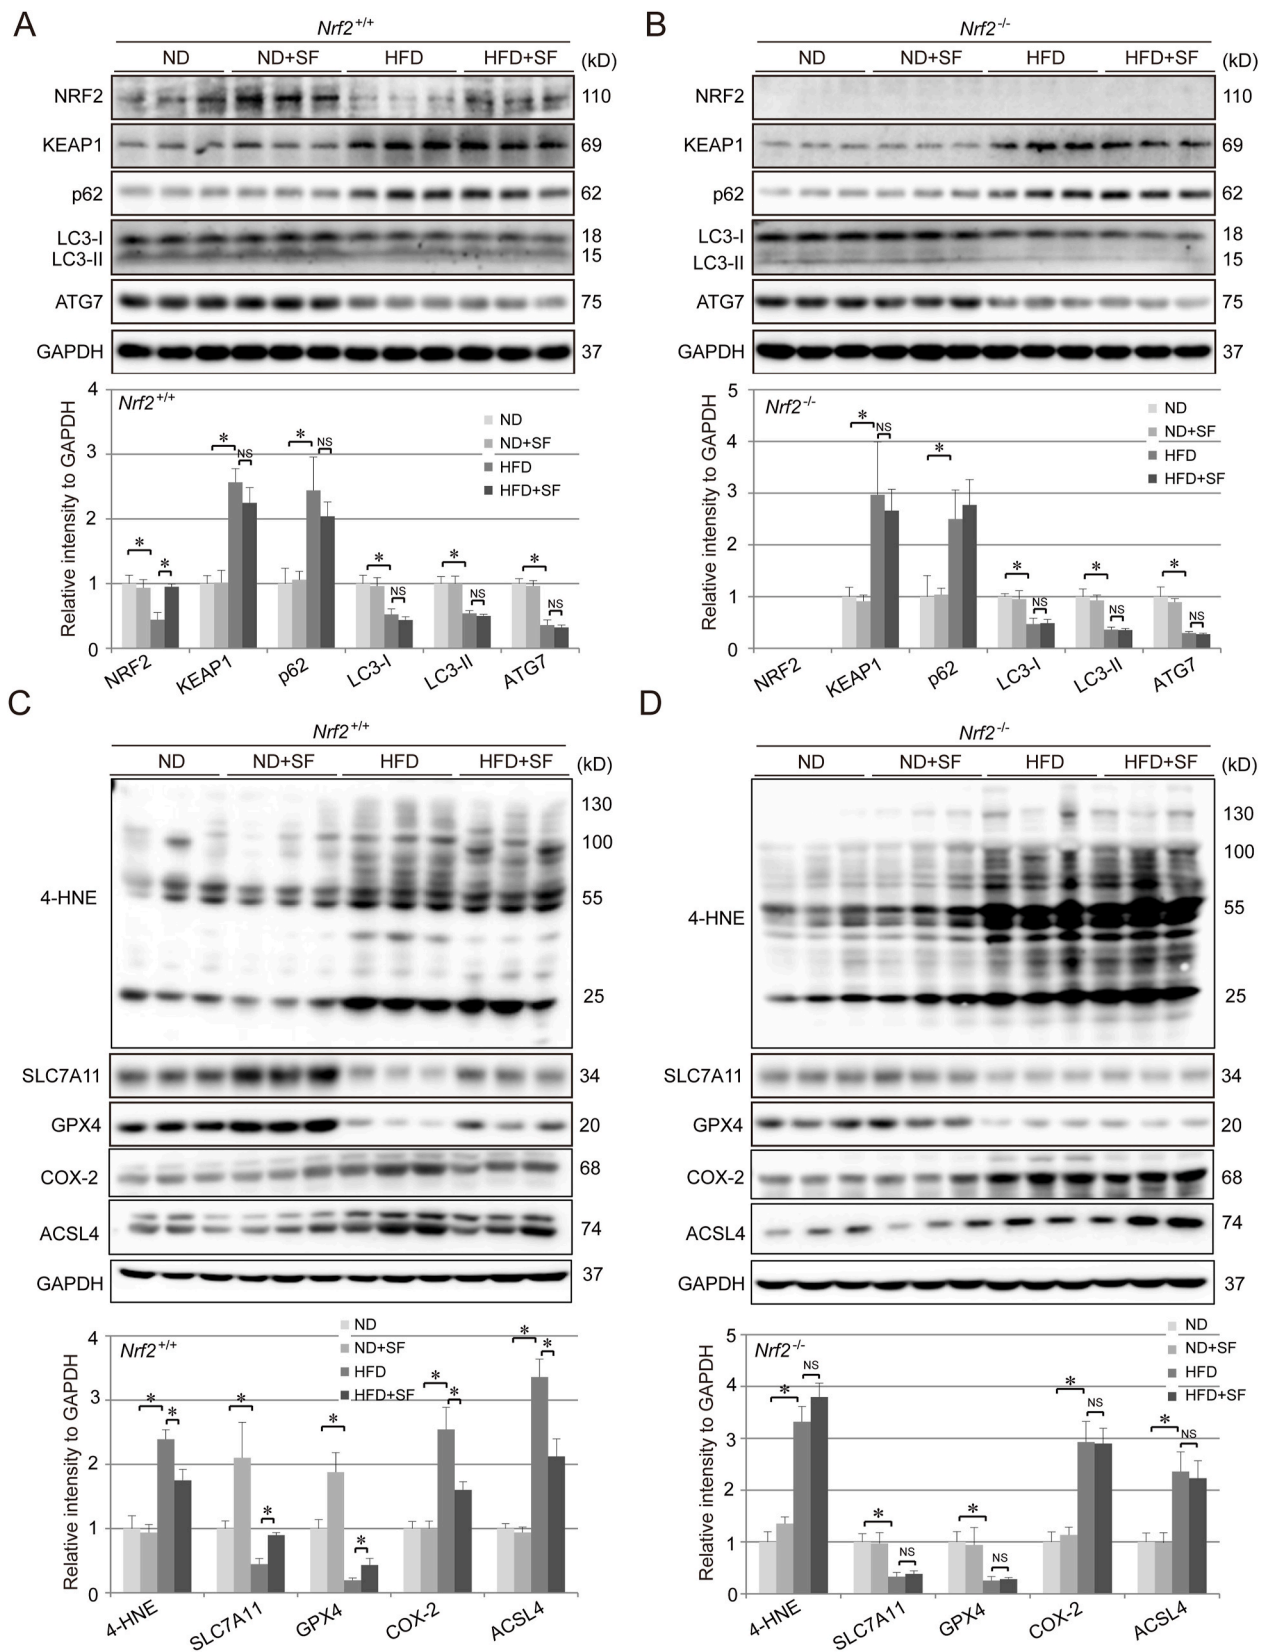 A
Nrf2+/+
ND ND+SF HFD HFD+SF (kD)
NRF2 110
KEAP1 69
p62 62
LC3-I 18
LC3-II 15
ATG7 75
GAPDH 37
Relative intensity to GAPDH
4
3
2
1
0
Nrf2+/+
ND
ND+SF
HFD
HFD+SF
* * * NS * NS * NS * NS * NS * NS
NRF2 KEAP1 p62 LC3-I LC3-II ATG7
B
Nrf2-/-
ND ND+SF HFD HFD+SF (kD)
NRF2 110
KEAP1 69
p62 62
LC3-I 18
LC3-II 15
ATG7 75
GAPDH 37
Relative intensity to GAPDH
5
4
3
2
1
0
Nrf2-/-
ND
ND+SF
HFD
HFD+SF
* NS * * NS * NS * NS
NRF2 KEAP1 p62 LC3-I LC3-II ATG7
C
Nrf2+/+
ND ND+SF HFD HFD+SF (kD)
4-HNE
130
100
55
25
SLC7A11 34
GPX4 20
COX-2 68
ACSL4 74
GAPDH 37
Relative intensity to GAPDH
4
3
2
1
0
Nrf2+/+
ND
ND+SF
HFD
HFD+SF
* * * * * * * * * *
4-HNE SLC7A11 GPX4 COX-2 ACSL4
D
Nrf2-/-
ND ND+SF HFD HFD+SF (kD)
4-HNE
130
100
55
25
SLC7A11 34
GPX4 20
COX-2 68
ACSL4 74
GAPDH 37
Relative intensity to GAPDH
5
4
3
2
1
0
Nrf2-/-
ND
ND+SF
HFD
HFD+SF
* NS * NS * NS * NS * NS
4-HNE SLC7A11 GPX4 COX-2 ACSL4